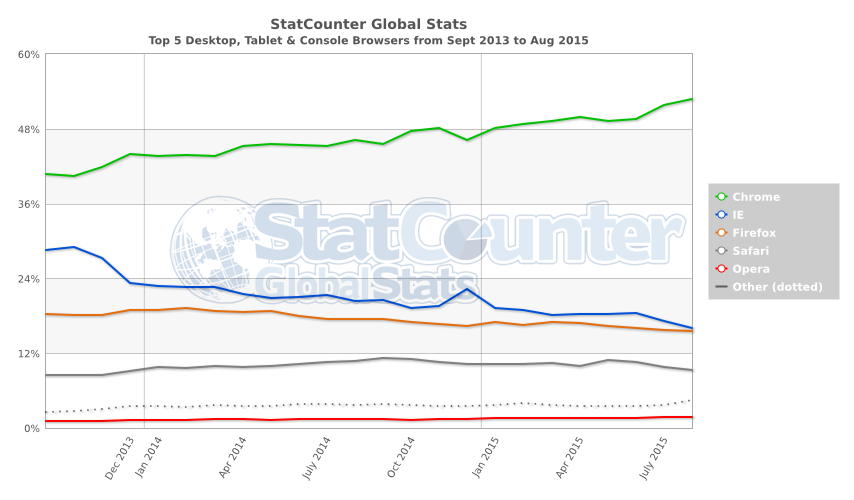 StatCounter Global Stats
Top 5 Desktop, Tablet & Console Browsers from Sept 2013 to Aug 2015
60%
48%
36%
24%
12%
0%
StatCounter
GlobalStats
Chrome
IE
Firefox
Safari
Opera
Other (dotted)
Dec 2013
Jan 2014
Apr 2014
July 2014
Oct 2014
Jan 2015
Apr 2015
July 2015